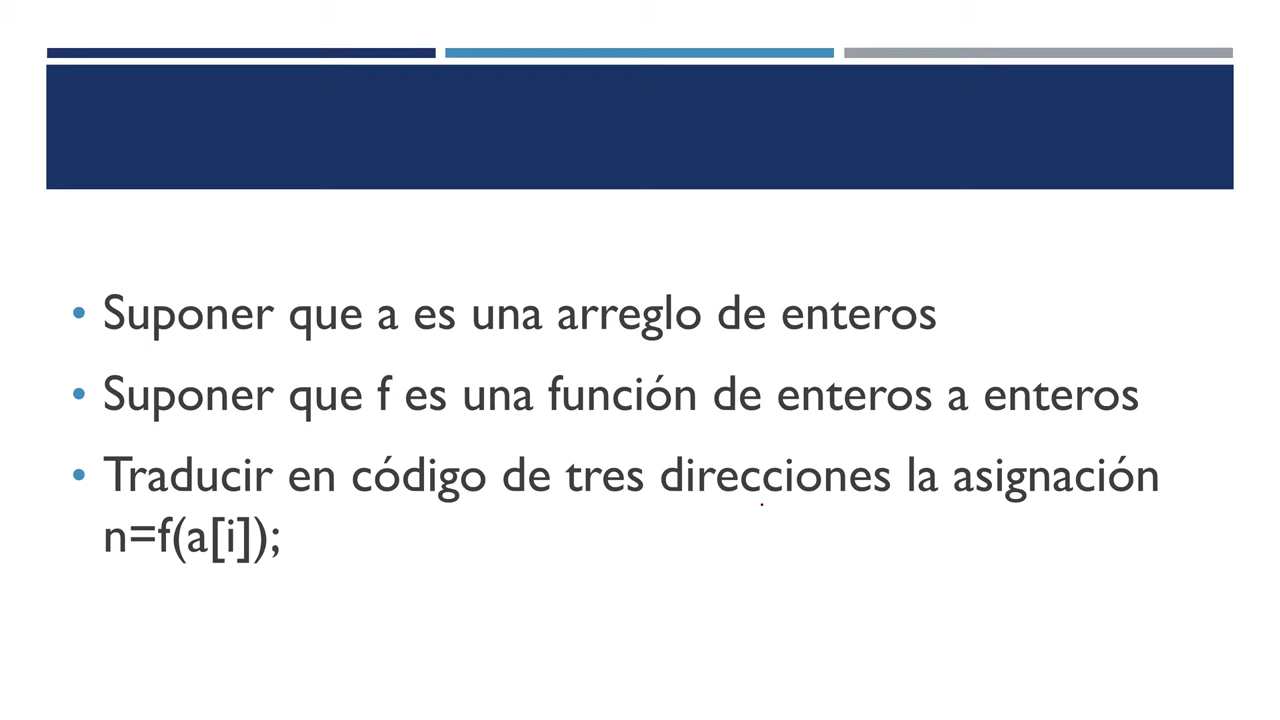 • Suponer que a es una arreglo de enteros
• Suponer que f es una función de enteros a enteros
• Traducir en código de tres direcciones la asignación
n=f(a[i]);